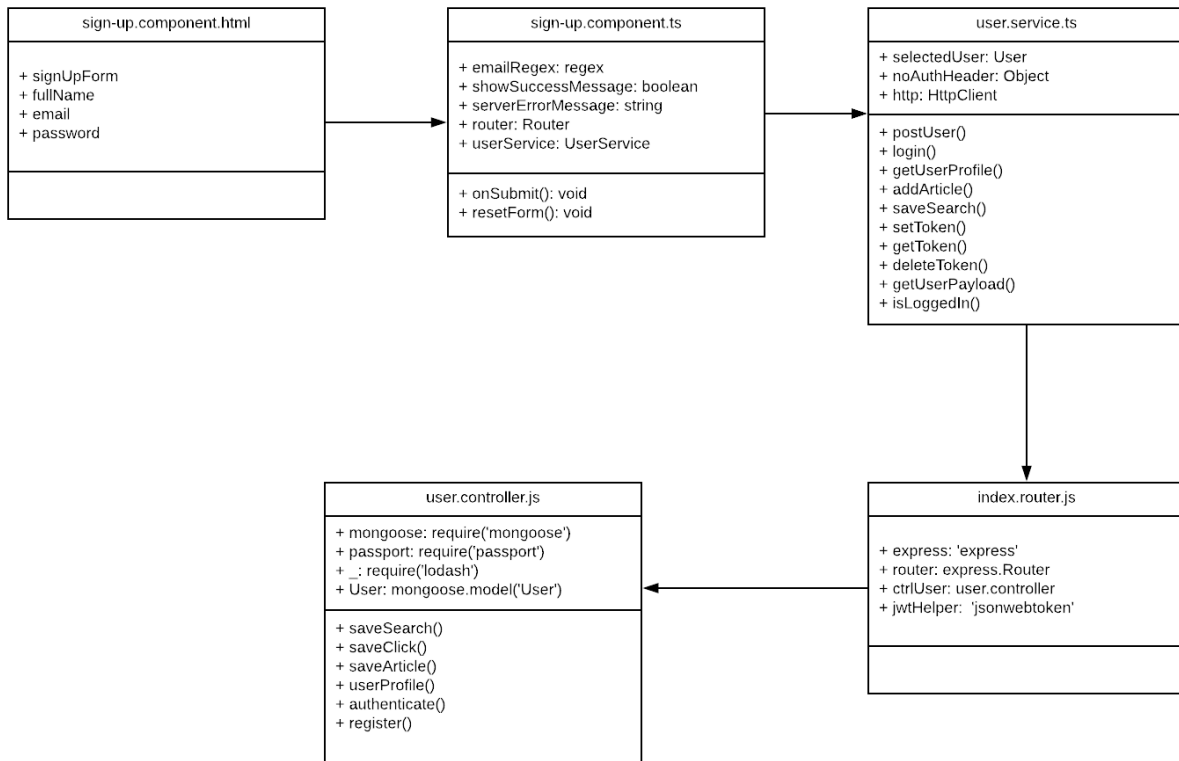 sign-up.component.html
+ signUpForm
+ fullName
+ email
+ password
sign-up.component.ts
+ emailRegex: regex
+ showSuccessMessage: boolean
+ serverErrorMessage: string
+ router: Router
+ userService: UserService
+ onSubmit(): void
+ resetForm(): void
user.service.ts
+ selectedUser: User
+ noAuthHeader: Object
+ http: HttpClient
+ postUser()
+ login()
+ getUserProfile()
+ addArticle()
+ saveSearch()
+ setToken()
+ getToken()
+ deleteToken()
+ getUserPayload()
+ isLoggedIn()
user.controller.js
+ mongoose: require('mongoose')
+ passport: require('passport')
+ _: require('lodash')
+ User: mongoose.model('User')
+ saveSearch()
+ saveClick()
+ saveArticle()
+ userProfile()
+ authenticate()
+ register()
index.router.js
+ express: 'express'
+ router: express.Router
+ ctrlUser: user.controller
+ jwtHelper: 'jsonwebtoken'